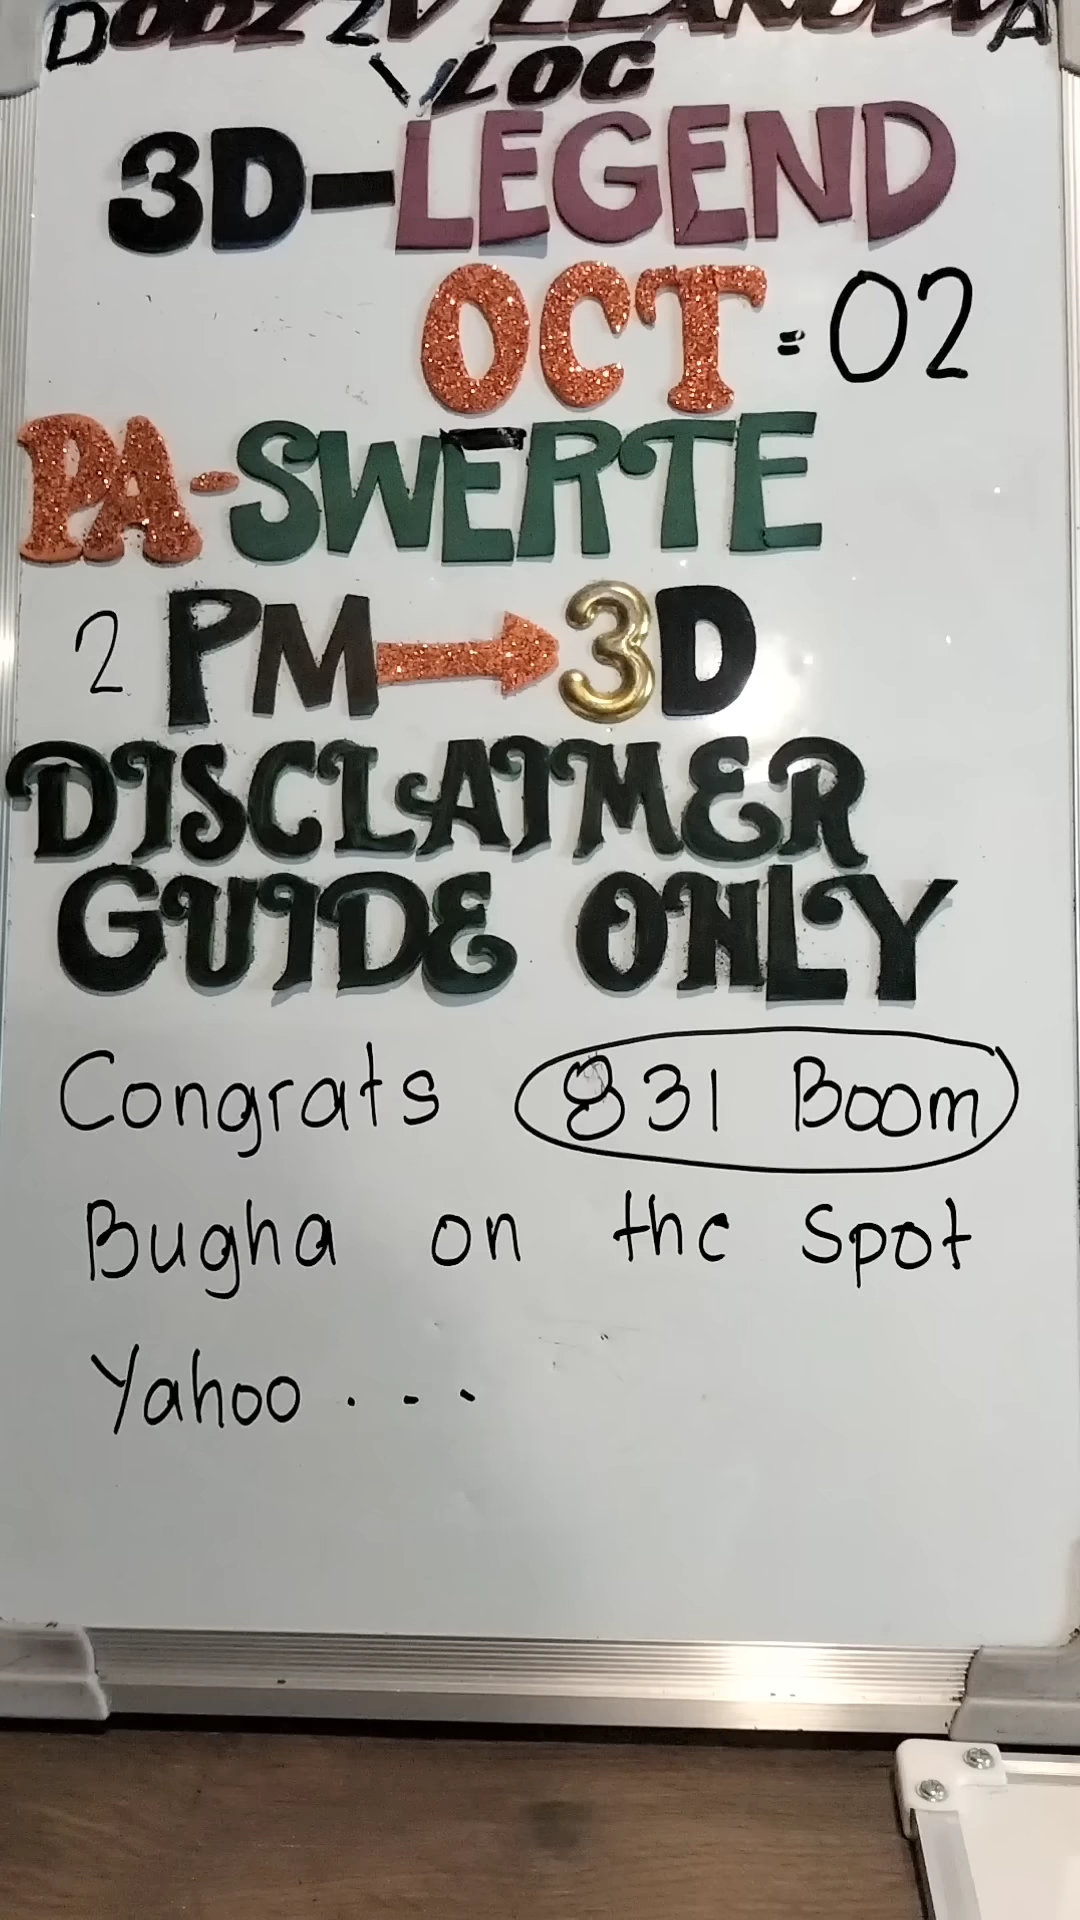 VLOG
3D-LEGEND
OCT = 02
PA-SWERTE
2 PM 3D
DISCLAIMER
GUIDE ONLY
Congrats 831 Boom
Bugha on the Spot
Yahoo . . .